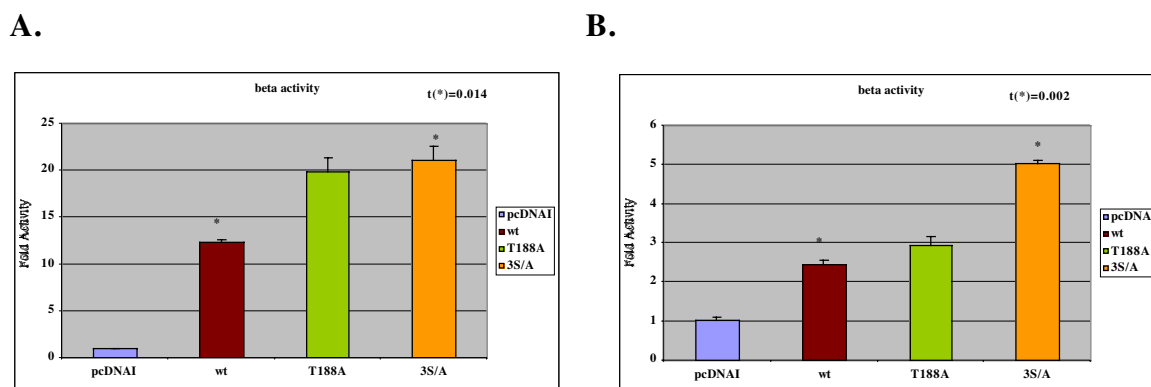 A.
beta activity
t(*)=0.014
Fold Activity
25
20
15
10
5
0
*
*
pcDNAI
wt
T188A
3S/A
pcDNAI
wt
T188A
3S/A
B.
beta activity
t(*)=0.002
Fold Activity
6
5
4
3
2
1
0
*
*
pcDNAI
wt
T188A
3S/A
pcDNA
wt
T188A
3S/A